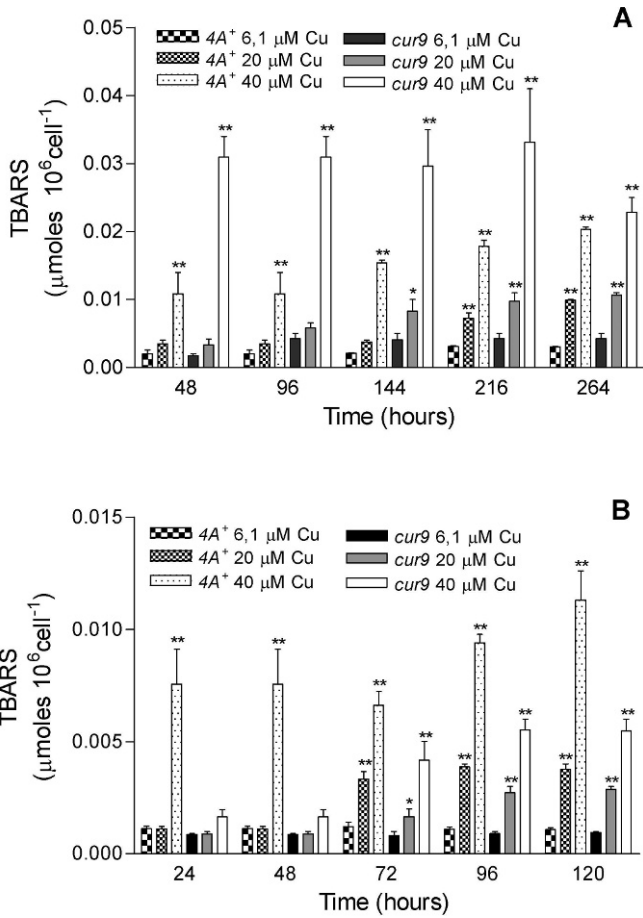 A
0.05
0.04
0.03
0.02
0.01
0.00
TBARS
(μmoles 10⁶cell⁻¹)
4A⁺ 6,1 μM Cu
4A⁺ 20 μM Cu
4A⁺ 40 μM Cu
cur9 6,1 μM Cu
cur9 20 μM Cu
cur9 40 μM Cu
** ** ** ** ** * ** ** ** ** ** ** ** ** **
48 96 144 216 264
Time (hours)
B
0.015
0.010
0.005
0.000
TBARS
(μmoles 10⁶cell⁻¹)
4A⁺ 6,1 μM Cu
4A⁺ 20 μM Cu
4A⁺ 40 μM Cu
cur9 6,1 μM Cu
cur9 20 μM Cu
cur9 40 μM Cu
** ** ** ** * ** ** ** ** ** ** ** ** **
24 48 72 96 120
Time (hours)